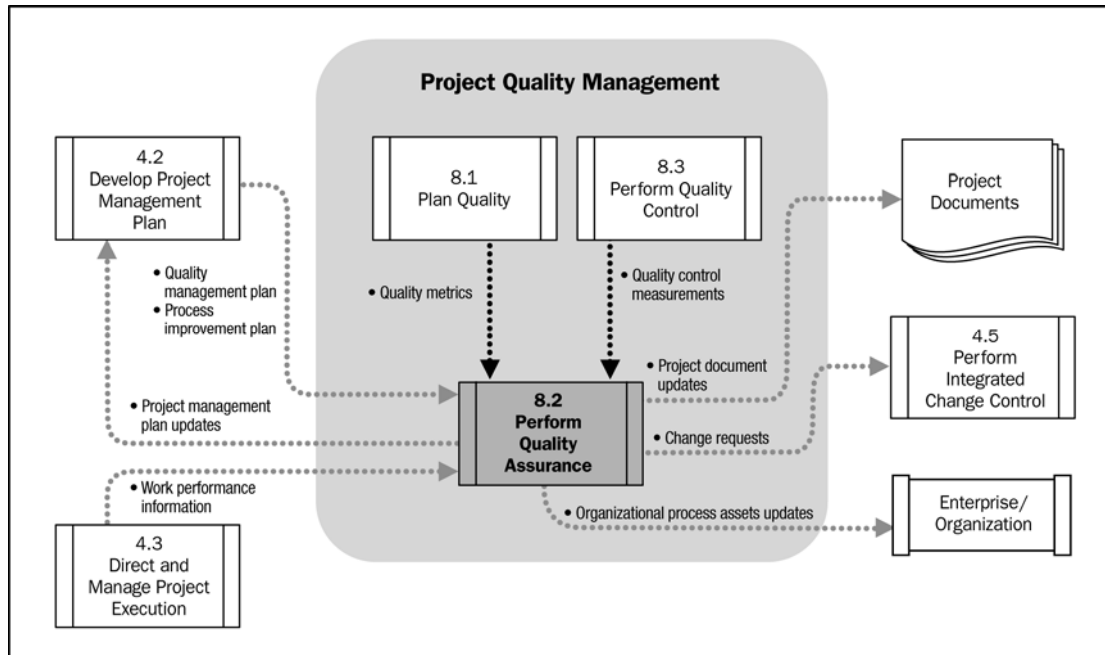 Project Quality Management
4.2
Develop Project
Management
Plan
8.1
Plan Quality
8.3
Perform Quality
Control
Project
Documents
• Quality
management plan
• Process
improvement plan
• Quality metrics
• Quality control
measurements
4.5
Perform
Integrated
Change Control
• Project document
updates
8.2
Perform
Quality
Assurance
• Project management
plan updates
• Change requests
• Work performance
information
• Organizational process assets updates
Enterprise/
Organization
4.3
Direct and
Manage Project
Execution